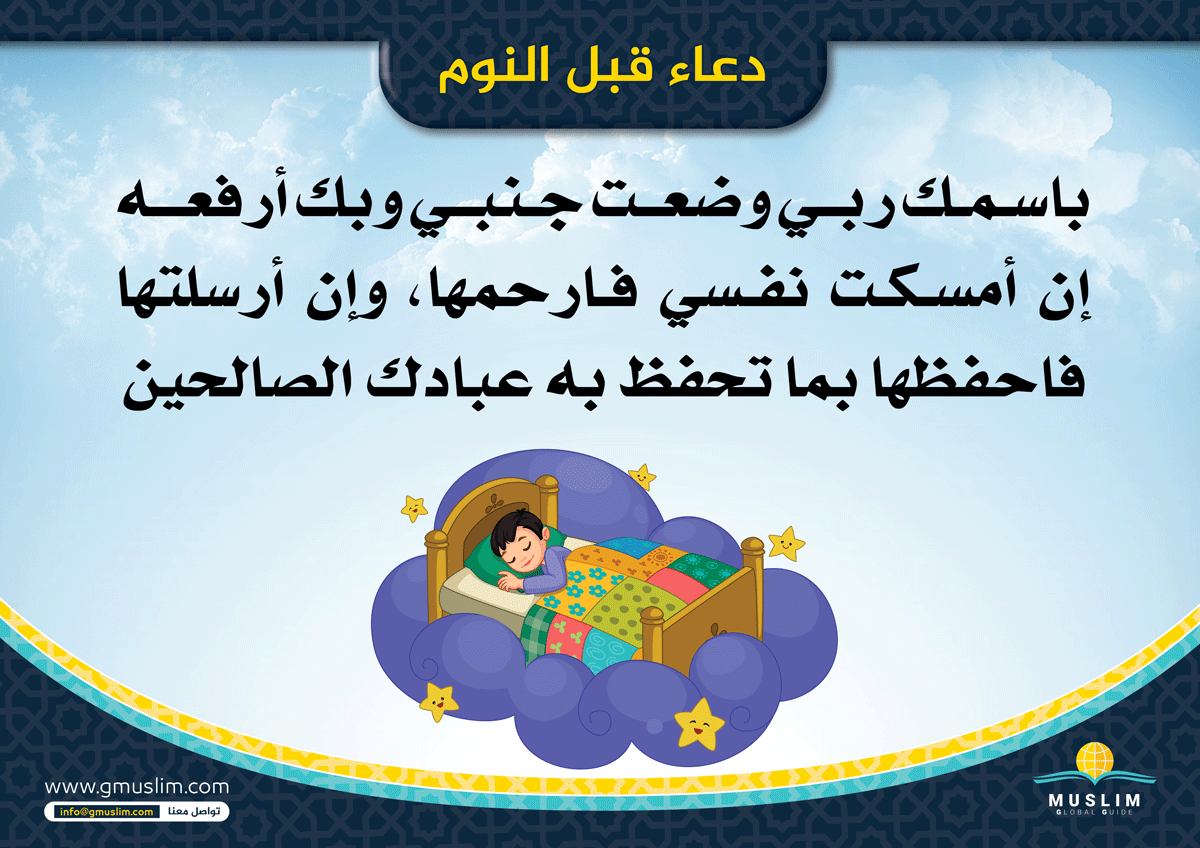 دعاء قبل النوم
باسمك ربي وضعت جنبي وبك أرفعه
إن أمسكت نفسي فارحمها، وإن أرسلتها
فاحفظها بما تحفظ به عبادك الصالحين
www.gmuslim.com
تواصل معنا info@gmuslim.com
MUSLIM
GLOBAL GUIDE